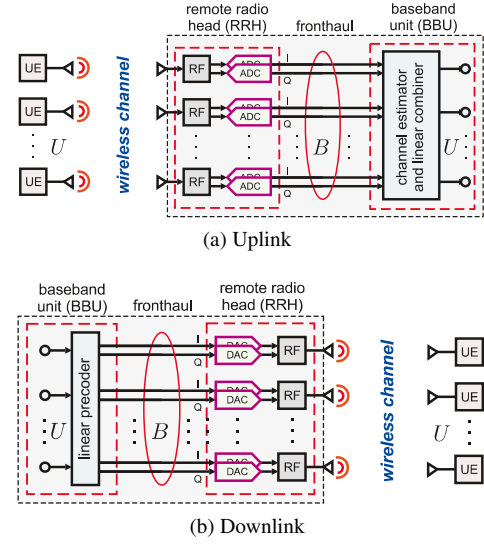 remote radio
head (RRH)
fronthaul
baseband
unit (BBU)
UE
UE
UE
U
wireless channel
RF
RF
RF
ADC
ADC
ADC
ADC
ADC
ADC
I
Q
I
Q
I
Q
B
channel estimator
and linear combiner
U
(a) Uplink
baseband
unit (BBU)
fronthaul
remote radio
head (RRH)
U
linear precoder
B
I
Q
I
Q
I
Q
DAC
DAC
DAC
DAC
DAC
DAC
RF
RF
RF
wireless channel
UE
UE
UE
U
(b) Downlink